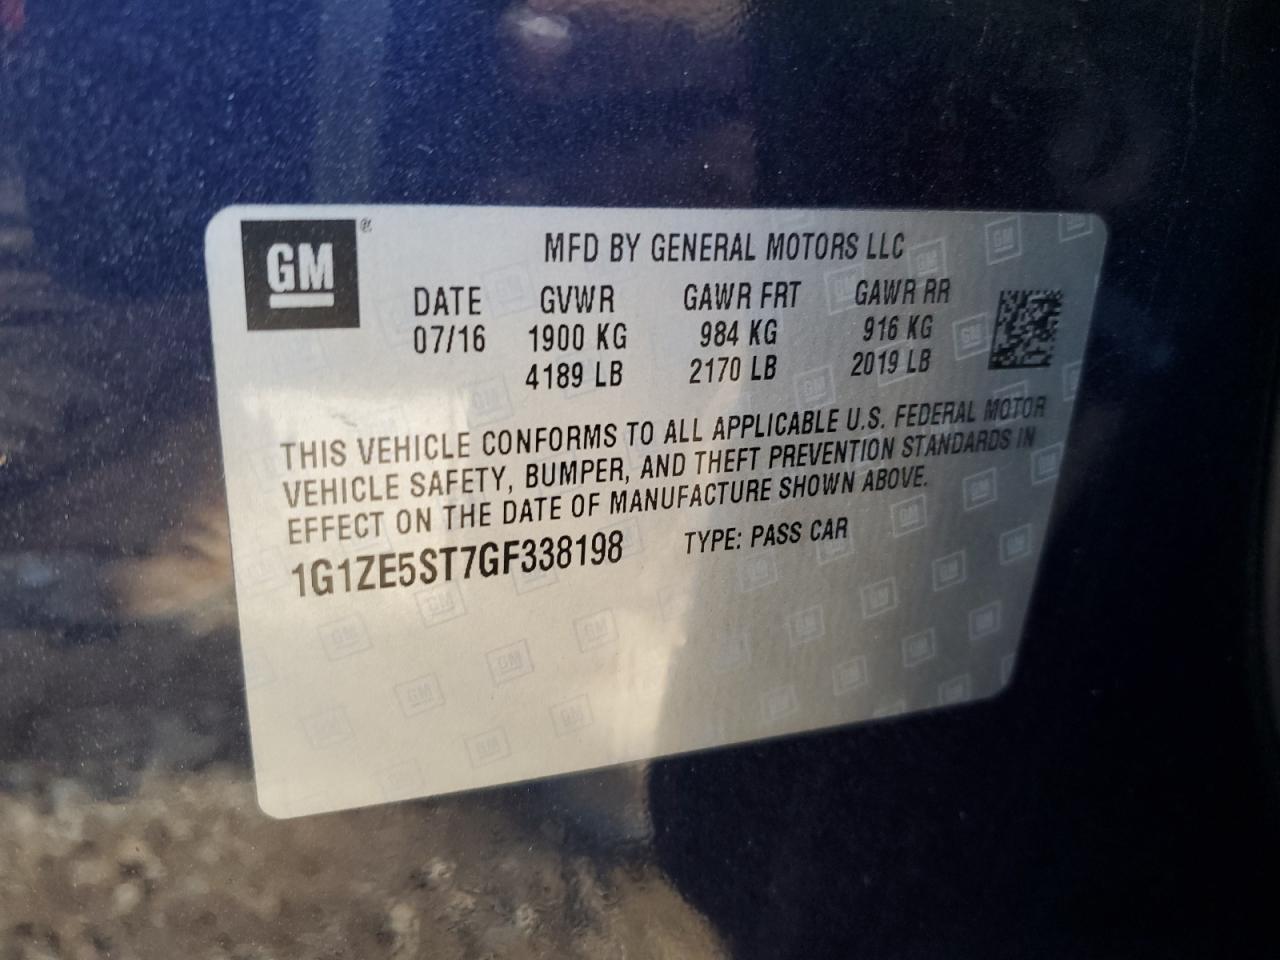 GM ®
MFD BY GENERAL MOTORS LLC
DATE GVWR GAWR FRT GAWR RR
07/16 1900 KG 984 KG 916 KG
4189 LB 2170 LB 2019 LB
THIS VEHICLE CONFORMS TO ALL APPLICABLE U.S. FEDERAL MOTOR
VEHICLE SAFETY, BUMPER, AND THEFT PREVENTION STANDARDS IN
EFFECT ON THE DATE OF MANUFACTURE SHOWN ABOVE.
1G1ZE5ST7GF338198 TYPE: PASS CAR